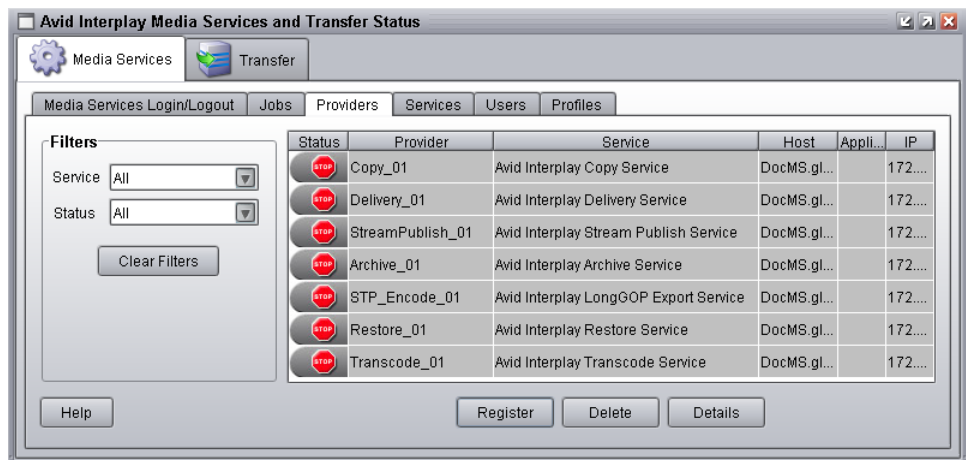 Avid Interplay Media Services and Transfer Status
Media Services Transfer
Media Services Login/Logout Jobs Providers Services Users Profiles
Filters
Service All
Status All
Clear Filters
Status Provider Service Host Appli... IP
STOP Copy_01 Avid Interplay Copy Service DocMS.gl... 172....
STOP Delivery_01 Avid Interplay Delivery Service DocMS.gl... 172....
STOP StreamPublish_01 Avid Interplay Stream Publish Service DocMS.gl... 172....
STOP Archive_01 Avid Interplay Archive Service DocMS.gl... 172....
STOP STP_Encode_01 Avid Interplay LongGOP Export Service DocMS.gl... 172....
STOP Restore_01 Avid Interplay Restore Service DocMS.gl... 172....
STOP Transcode_01 Avid Interplay Transcode Service DocMS.gl... 172....
Help Register Delete Details